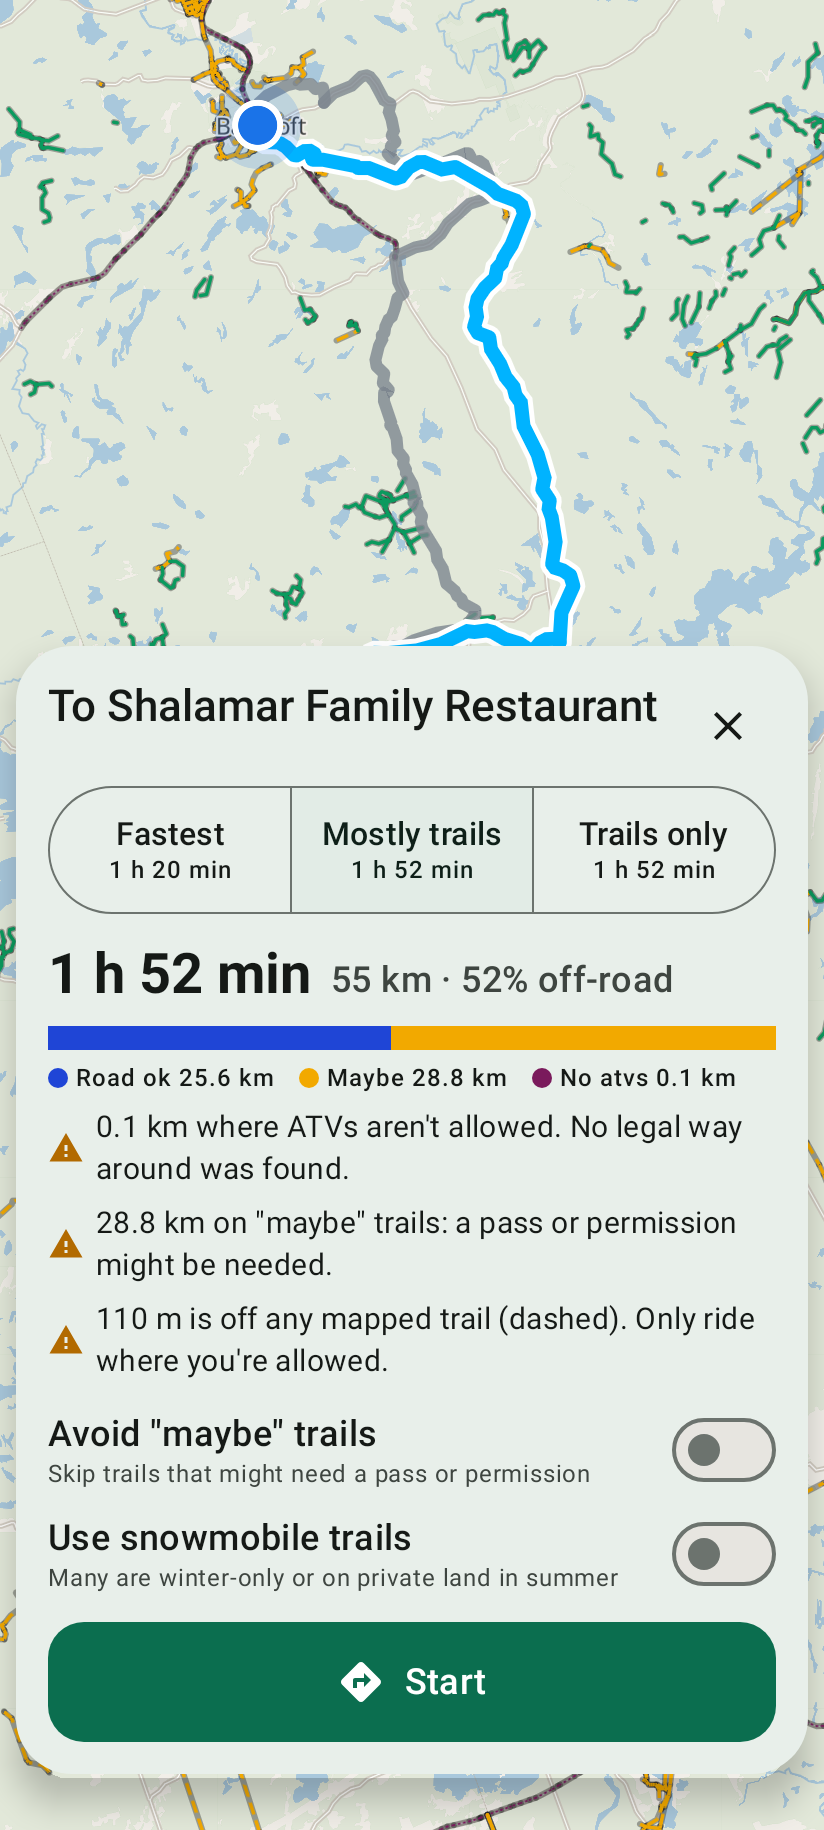 To Shalamar Family Restaurant
Fastest
1 h 20 min
Mostly trails
1 h 52 min
Trails only
1 h 52 min
1 h 52 min 55 km · 52% off-road
Road ok 25.6 km Maybe 28.8 km No atvs 0.1 km
0.1 km where ATVs aren't allowed. No legal way
around was found.
28.8 km on "maybe" trails: a pass or permission
might be needed.
110 m is off any mapped trail (dashed). Only ride
where you're allowed.
Avoid "maybe" trails
Skip trails that might need a pass or permission
Use snowmobile trails
Many are winter-only or on private land in summer
Start